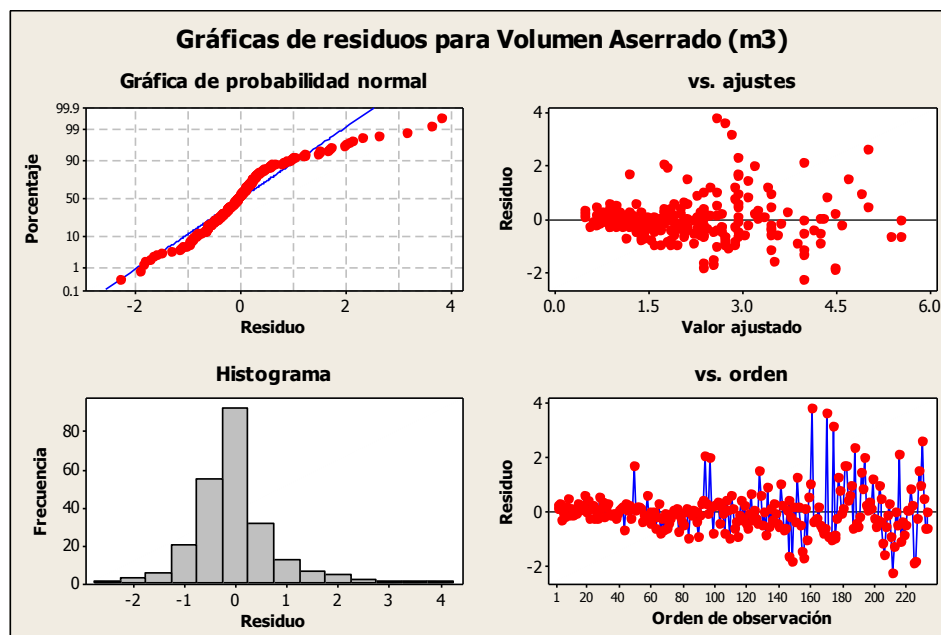 Gráficas de residuos para Volumen Aserrado (m3)
Gráfica de probabilidad normal
99.9
99
90
50
10
1
0.1
Porcentaje
-2 0 2 4
Residuo
vs. ajustes
4
2
0
-2
Residuo
0.0 1.5 3.0 4.5 6.0
Valor ajustado
Histograma
80
60
40
20
0
Frecuencia
-2 -1 0 1 2 3 4
Residuo
vs. orden
4
2
0
-2
Residuo
1 20 40 60 80 100 120 140 160 180 200 220
Orden de observación